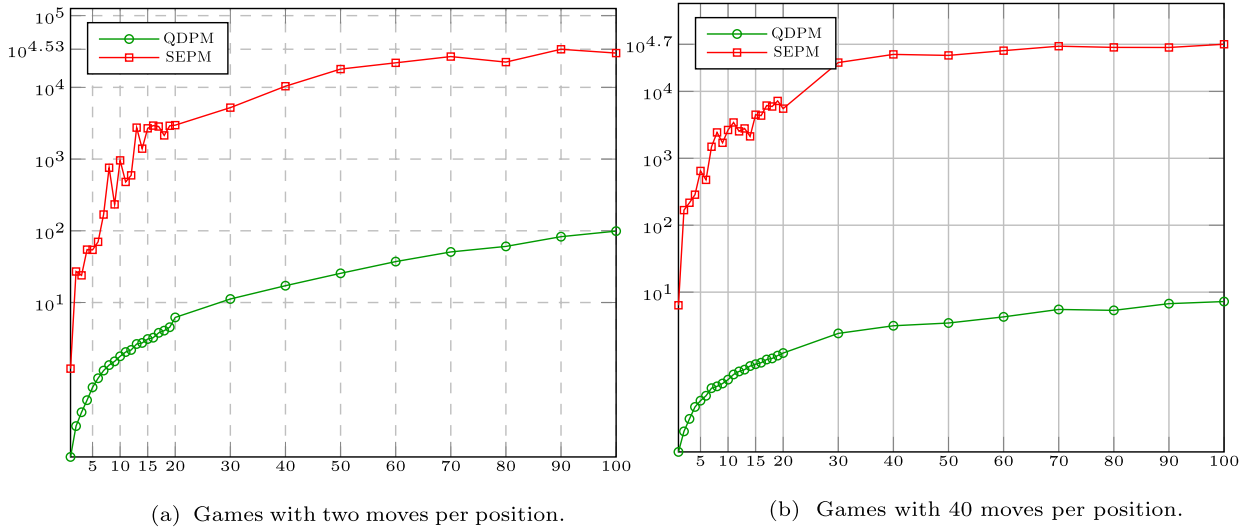 10^5
10^4.53
10^4
10^3
10^2
10^1
QDPM
SEPM
5 10 15 20 30 40 50 60 70 80 90 100
(a) Games with two moves per position.
10^4.7
10^4
10^3
10^2
10^1
QDPM
SEPM
5 10 15 20 30 40 50 60 70 80 90 100
(b) Games with 40 moves per position.